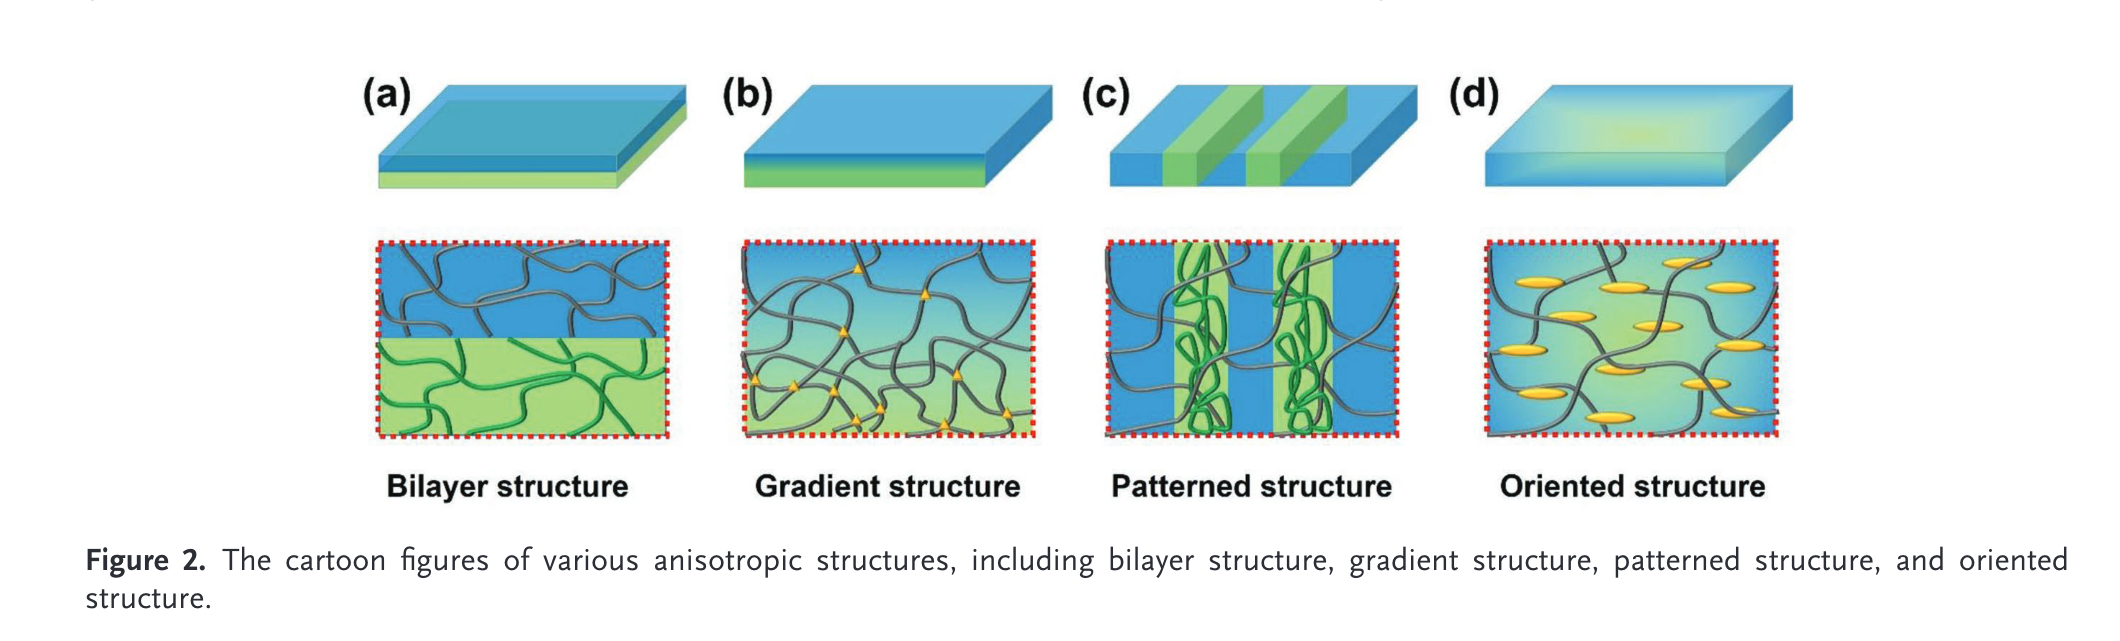 (a) (b) (c) (d)
Bilayer structure Gradient structure Patterned structure Oriented structure
Figure 2. The cartoon figures of various anisotropic structures, including bilayer structure, gradient structure, patterned structure, and oriented
structure.